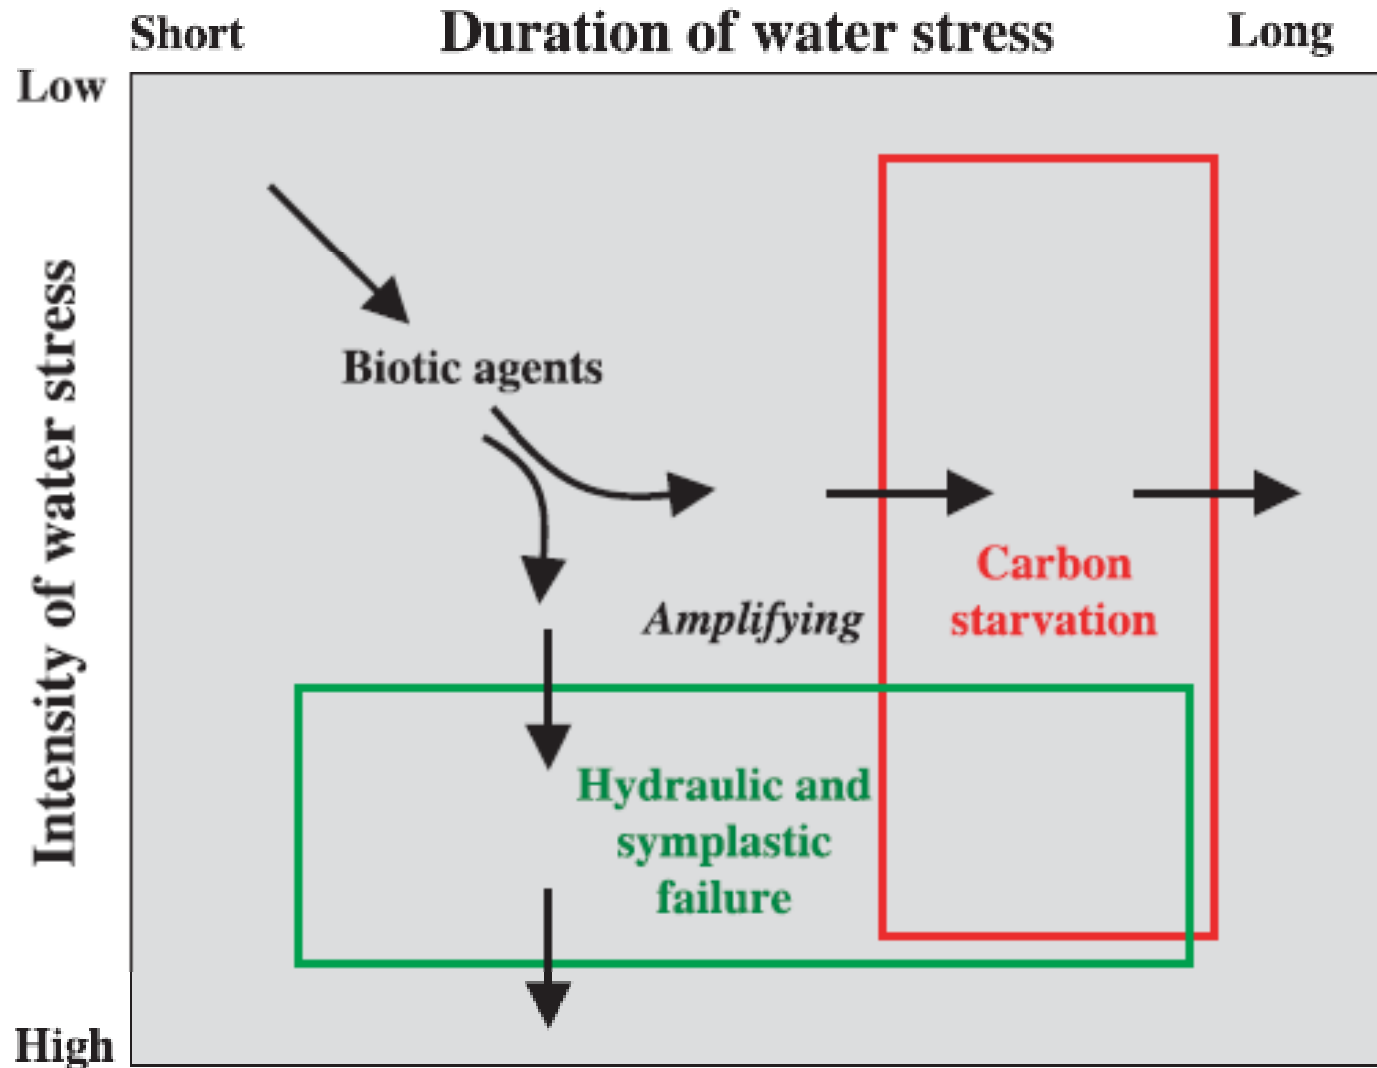 Short
Duration of water stress
Long
Low
Intensity of water stress
Biotic agents
Carbon
starvation
Amplifying
Hydraulic and
symplastic
failure
High